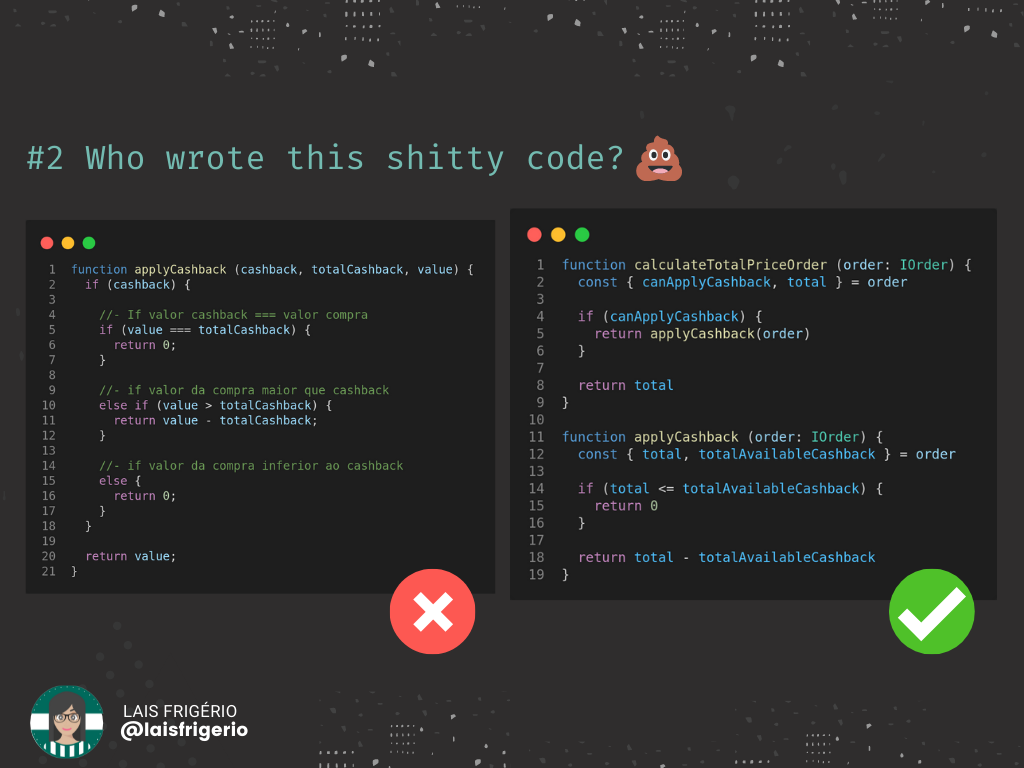 #2 Who wrote this shitty code?💩
1 function applyCashback (cashback, totalCashback, value) {
2   if (cashback) {
3
4     //- If valor cashback === valor compra
5     if (value === totalCashback) {
6       return 0;
7     }
8
9     //- if valor da compra maior que cashback
10     else if (value > totalCashback) {
11       return value - totalCashback;
12     }
13
14     //- if valor da compra inferior ao cashback
15     else {
16       return 0;
17     }
18   }
19
20   return value;
21 }
1 function calculateTotalPriceOrder (order: IOrder) {
2   const { canApplyCashback, total } = order
3
4   if (canApplyCashback) {
5     return applyCashback(order)
6   }
7
8   return total
9 }
10
11 function applyCashback (order: IOrder) {
12   const { total, totalAvailableCashback } = order
13
14   if (total <= totalAvailableCashback) {
15     return 0
16   }
17
18   return total - totalAvailableCashback
19 }
LAIS FRIGÉRIO
@laisfrigerio